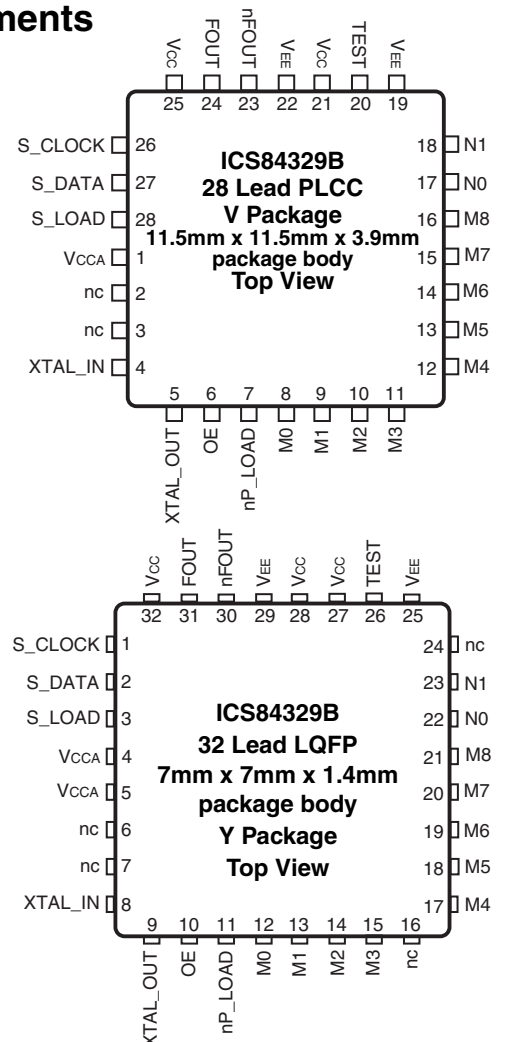 ments
VCC
FOUT
nFOUT
VEE
VCC
TEST
VEE
25 24 23 22 21 20 19
S_CLOCK 26
S_DATA 27
S_LOAD 28
VCCA 1
nc 2
nc 3
XTAL_IN 4
ICS84329B
28 Lead PLCC
V Package
11.5mm x 11.5mm x 3.9mm
package body
Top View
18 N1
17 N0
16 M8
15 M7
14 M6
13 M5
12 M4
5 6 7 8 9 10 11
XTAL_OUT
OE
nP_LOAD
M0
M1
M2
M3
VCC
FOUT
nFOUT
VEE
VCC
VCC
TEST
VEE
32 31 30 29 28 27 26 25
S_CLOCK 1
S_DATA 2
S_LOAD 3
VCCA 4
VCCA 5
nc 6
nc 7
XTAL_IN 8
ICS84329B
32 Lead LQFP
7mm x 7mm x 1.4mm
package body
Y Package
Top View
24 nc
23 N1
22 N0
21 M8
20 M7
19 M6
18 M5
17 M4
9 10 11 12 13 14 15 16
XTAL_OUT
OE
nP_LOAD
M0
M1
M2
M3
nc